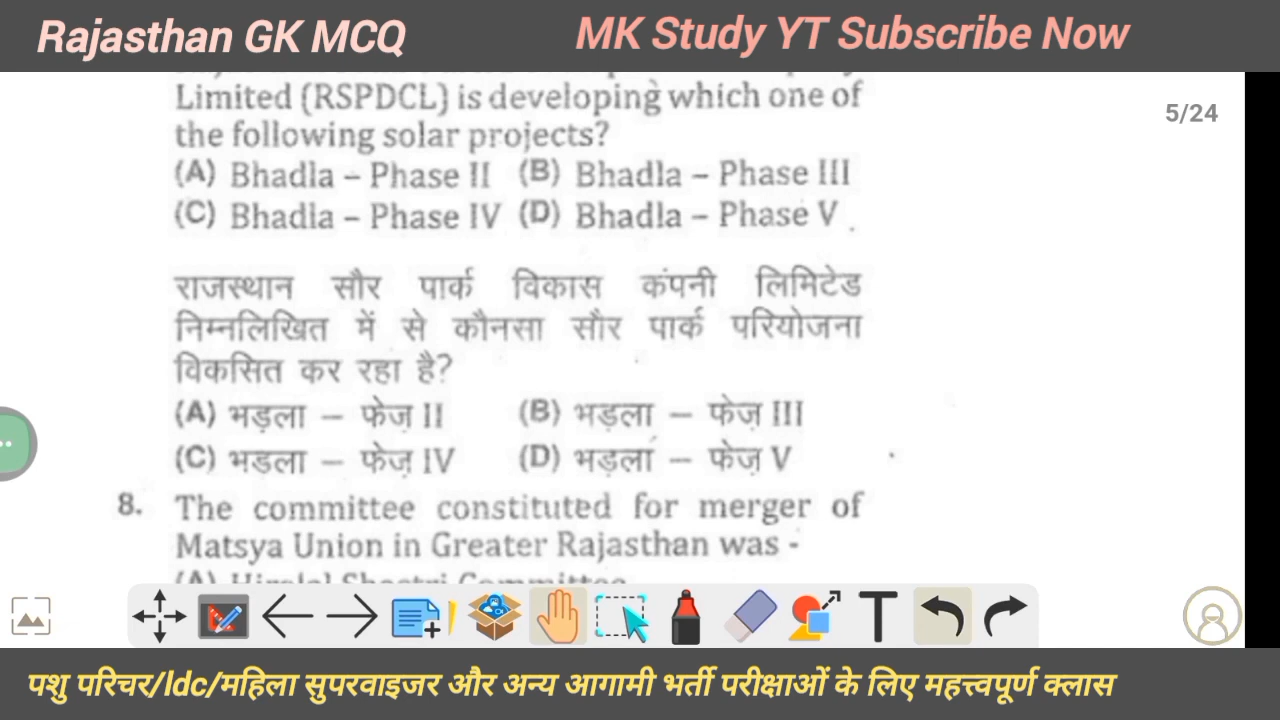 Rajasthan GK MCQ
MK Study YT Subscribe Now
5/24
Limited (RSPDCL) is developing which one of
the following solar projects?
(A) Bhadla – Phase II (B) Bhadla – Phase III
(C) Bhadla – Phase IV (D) Bhadla – Phase V
राजस्थान सौर पार्क विकास कंपनी लिमिटेड
निम्नलिखित में से कौनसा सौर पार्क परियोजना
विकसित कर रहा है?
(A) भड़ला – फेज़ II (B) भड़ला – फेज़ III
(C) भडला – फेज़ IV (D) भड़ला – फेज़ V
8. The committee constituted for merger of
Matsya Union in Greater Rajasthan was -
(A) Hiralal Shastri Committee
T
पशु परिचर/ldc/महिला सुपरवाइजर और अन्य आगामी भर्ती परीक्षाओं के लिए महत्त्वपूर्ण क्लास